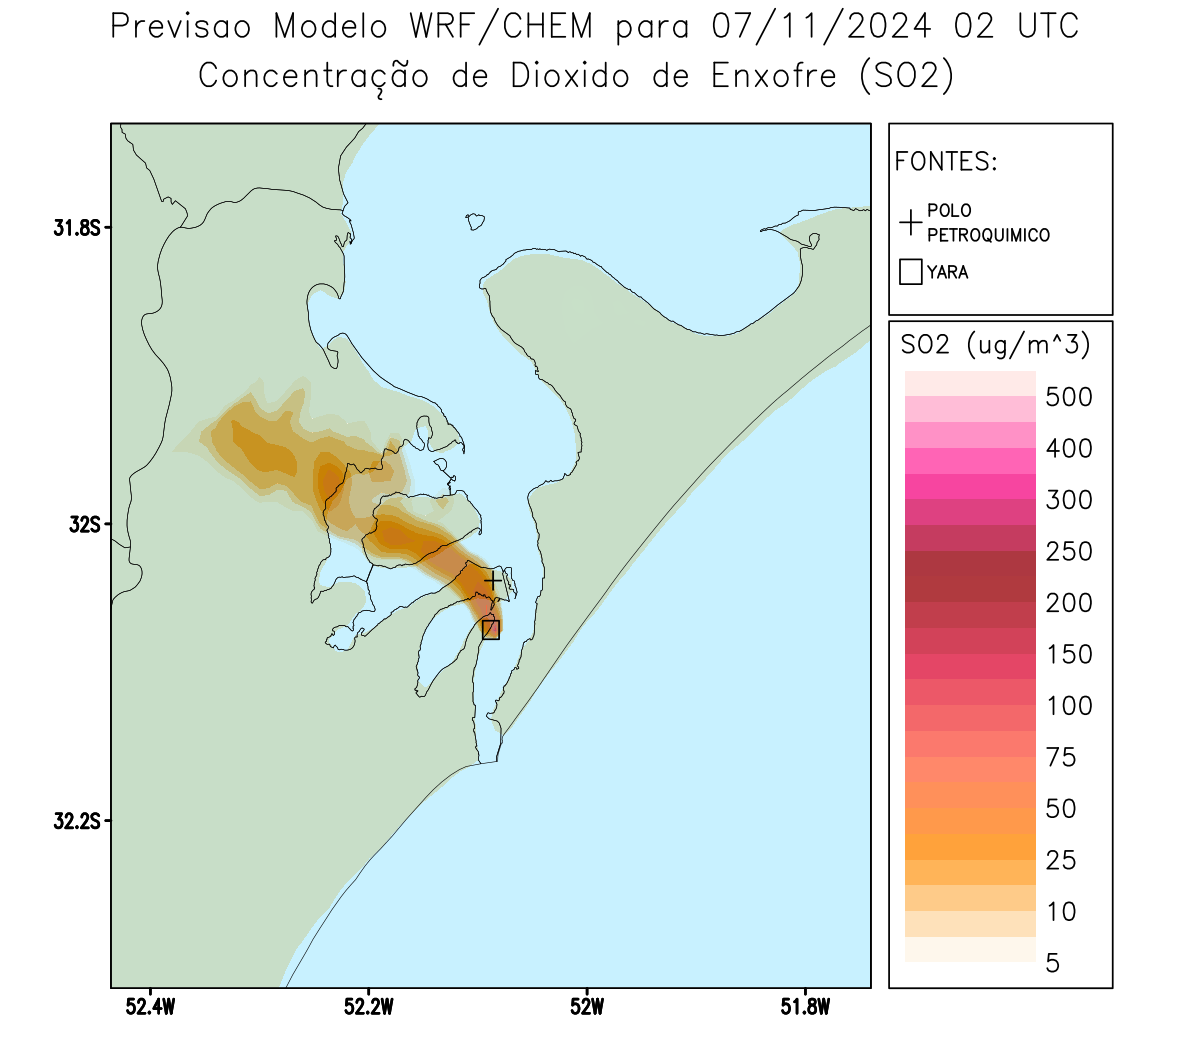 Previsao Modelo WRF/CHEM para 07/11/2024 02 UTC
Concentração de Dioxido de Enxofre (SO2)
FONTES:
POLO
PETROQUIMICO
YARA
31.8S
32S
32.2S
52.4W
52.2W
52W
51.8W
SO2 (ug/m^3)
500
400
300
250
200
150
100
75
50
25
10
5